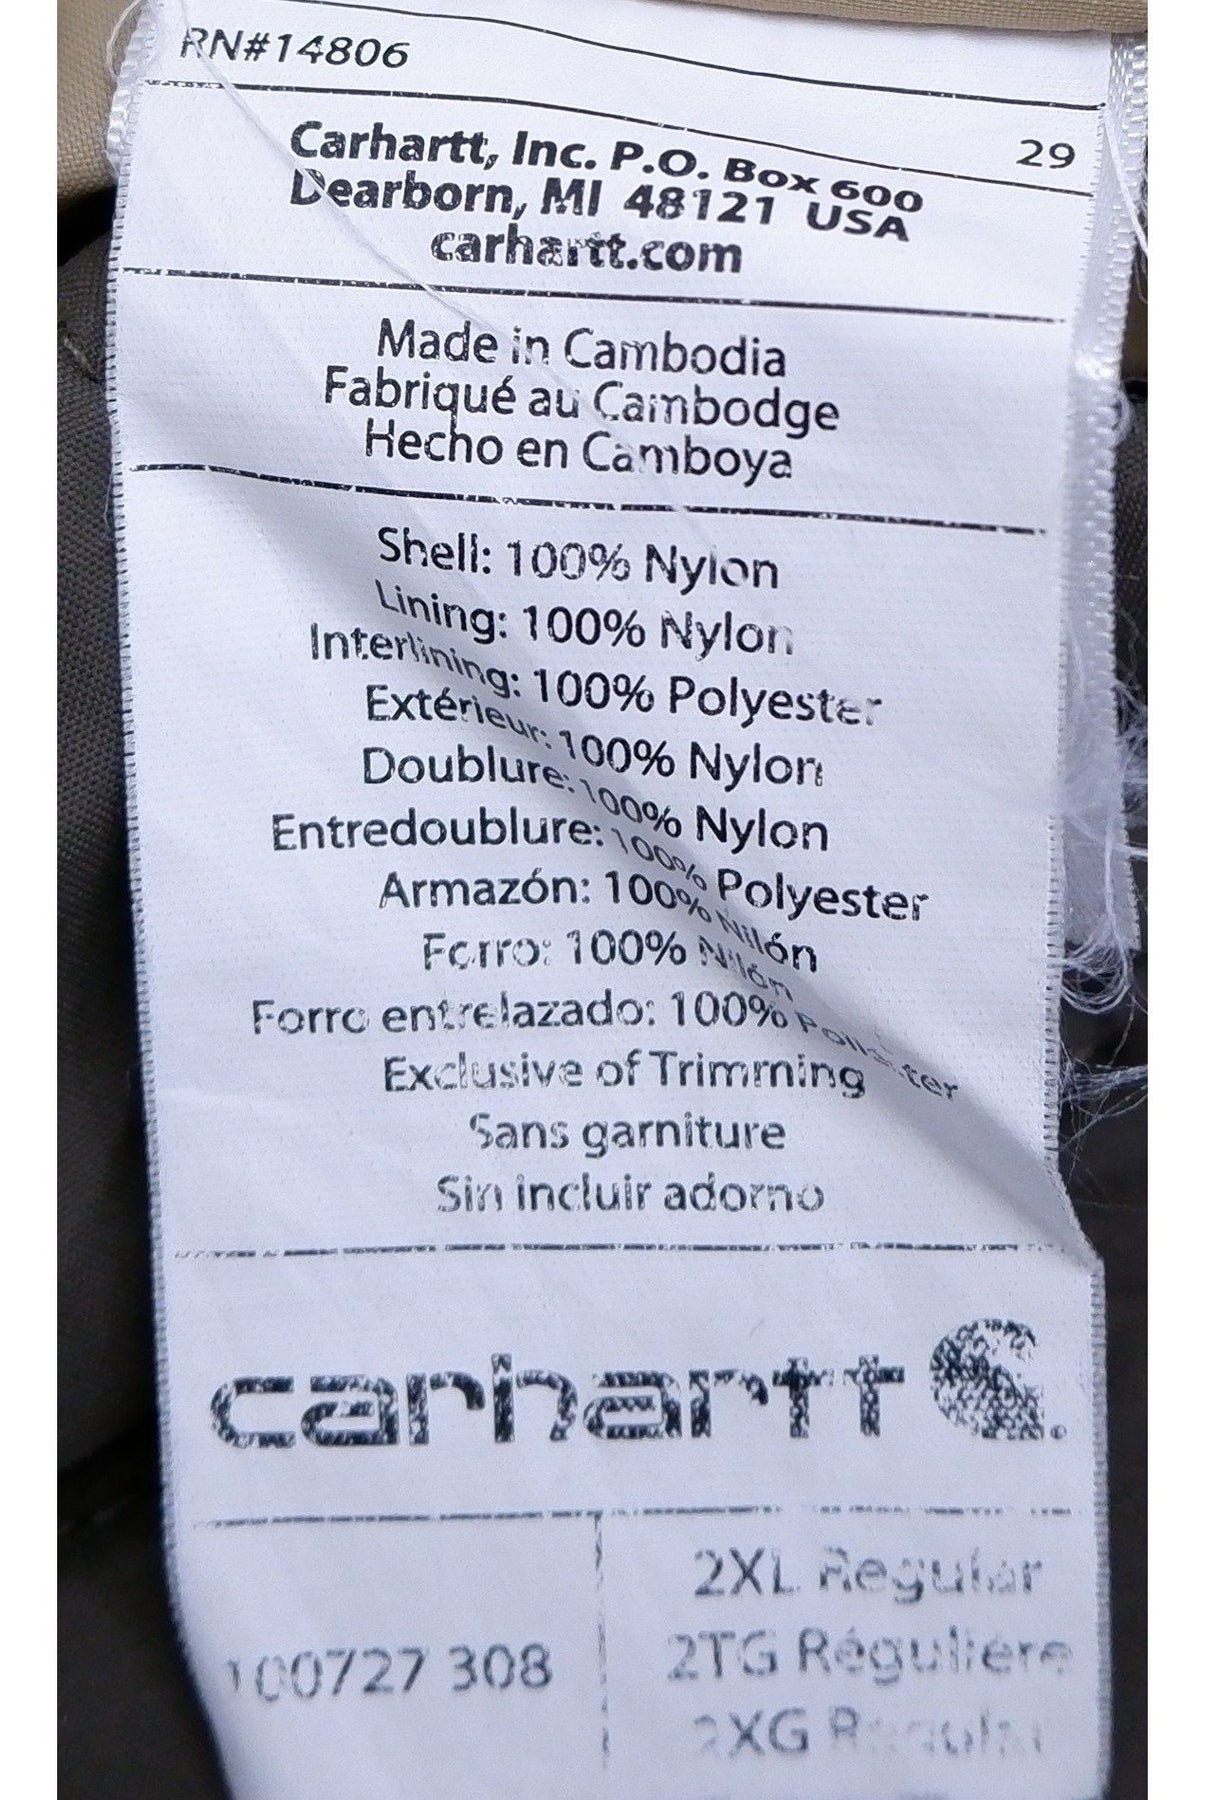 RN#14806
29
Carhartt, Inc. P.O. Box 600
Dearborn, MI 48121 USA
carhartt.com
Made in Cambodia
Fabriqué au Cambodge
Hecho en Camboya
Shell: 100% Nylon
Lining: 100% Nylon
Interlining: 100% Polyester
Extérieur: 100% Nylon
Doublure: 100% Nylon
Entredoublure: 100% Polyester
Armazón: 100% Nilón
Forro: 100% Nilón
Forro entrelazado: 100% Poliéster
Exclusive of Trimming
Sans garniture
Sin incluir adorno
carhartt
100727 308
2XL Regular
2TG Régulière
2XG Regular